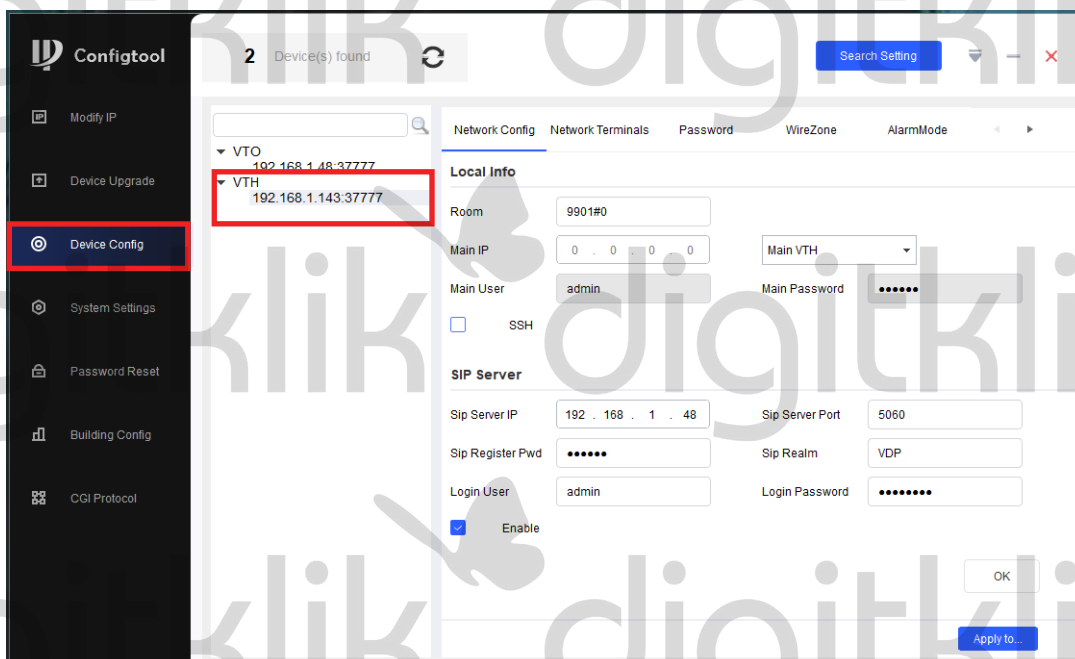 Configtool
2 Device(s) found
Search Setting
Modify IP
Device Upgrade
Device Config
System Settings
Password Reset
Building Config
CGI Protocol
VTO
192.168.1.48:37777
VTH
192.168.1.143:37777
Network Config Network Terminals Password WireZone AlarmMode
Local Info
Room 9901#0
Main IP 0 . 0 . 0 . 0 Main VTH
Main User admin Main Password ••••••
SSH
SIP Server
Sip Server IP 192 . 168 . 1 . 48 Sip Server Port 5060
Sip Register Pwd •••••• Sip Realm VDP
Login User admin Login Password ••••••••
Enable
OK
Apply to...
digitklik